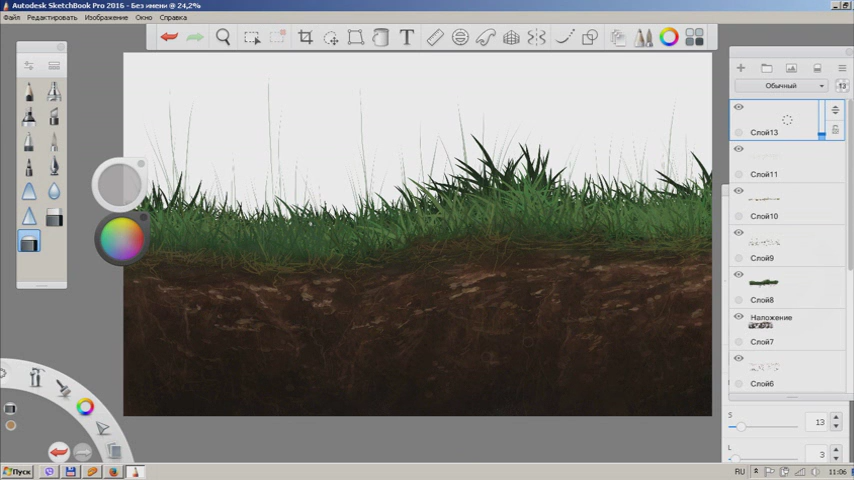 Autodesk SketchBook Pro 2016 - Без имени @ 24,2%
Файл Редактировать Изображение Окно Справка
T
Обычный
13
Слой13
Слой11
Слой10
Слой9
Слой8
Наложение
Слой7
Слой6
S
13
L
3
Пуск
RU
11:06